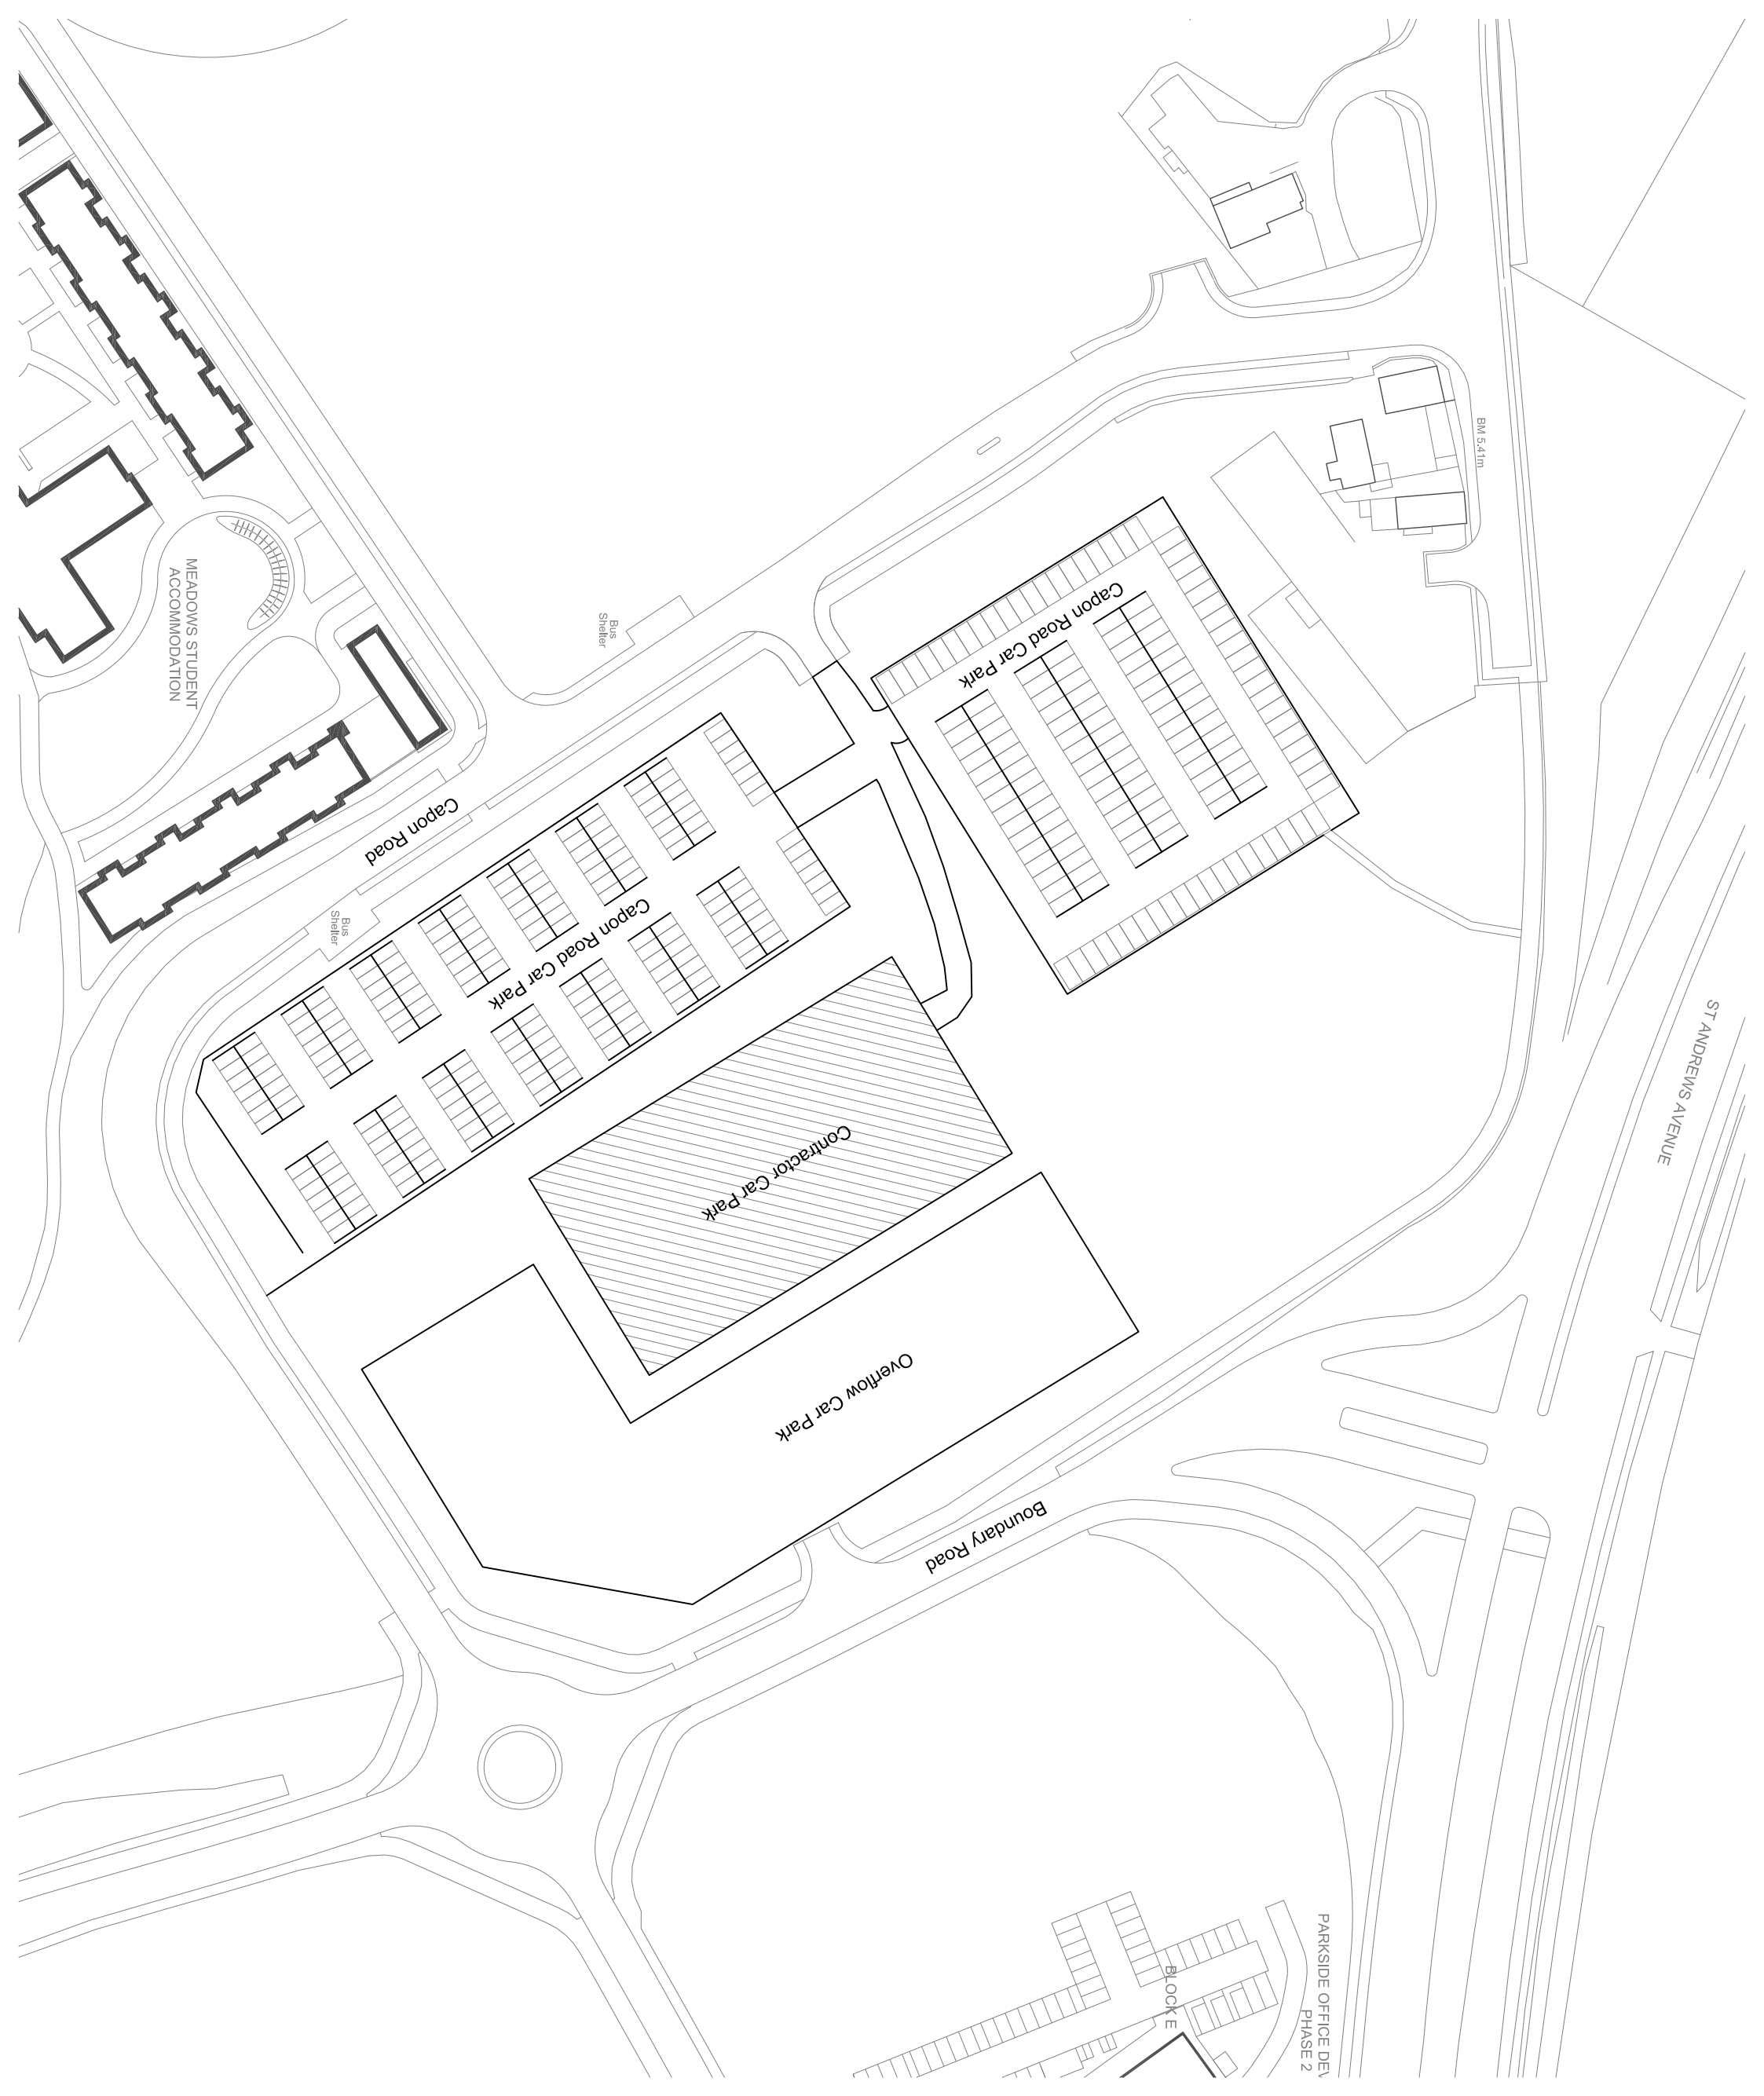 BM 5.41m
MEADOWS STUDENT
ACCOMMODATION
Bus
Shelter
Capon Road Car Park
Capon Road
Bus
Shelter
Capon Road Car Park
ST ANDREWS AVENUE
Contractor Car Park
Overflow Car Park
Boundary Road
BLOCK E
PARKSIDE OFFICE DEV
PHASE 2